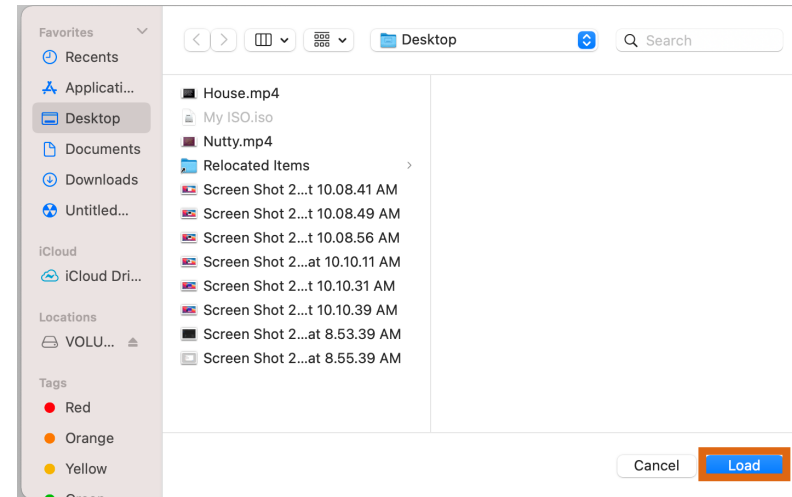 Favorites
Recents
Applicati...
Desktop
Documents
Downloads
Untitled...
iCloud
iCloud Dri...
Locations
VOLU...
Tags
Red
Orange
Yellow
Green
Desktop
Search
House.mp4
My ISO.iso
Nutty.mp4
Relocated Items
Screen Shot 2...t 10.08.41 AM
Screen Shot 2...t 10.08.49 AM
Screen Shot 2...t 10.08.56 AM
Screen Shot 2...at 10.10.11 AM
Screen Shot 2...t 10.10.31 AM
Screen Shot 2...t 10.10.39 AM
Screen Shot 2...at 8.53.39 AM
Screen Shot 2...at 8.55.39 AM
Cancel
Load